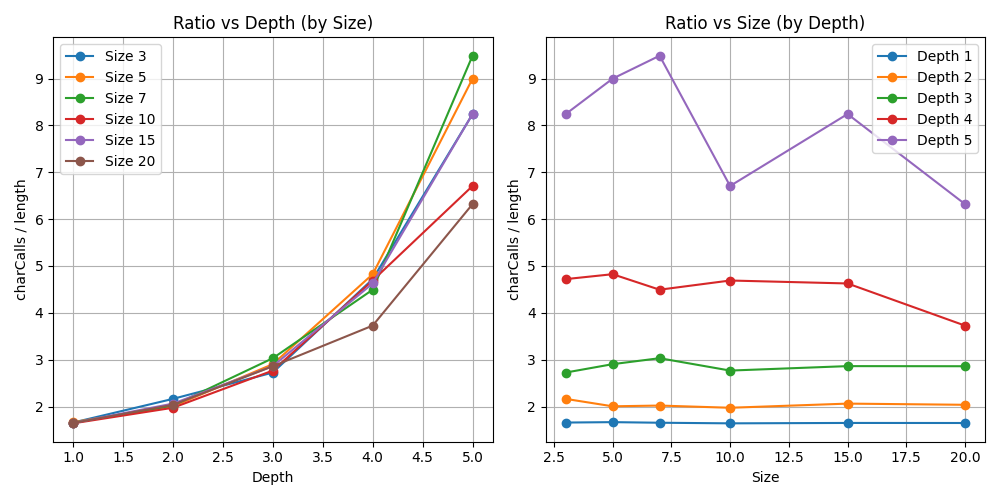 Ratio vs Depth (by Size)
Size 3
Size 5
Size 7
Size 10
Size 15
Size 20
charCalls / length
9
8
7
6
5
4
3
2
1.0 1.5 2.0 2.5 3.0 3.5 4.0 4.5 5.0
Depth
Ratio vs Size (by Depth)
Depth 1
Depth 2
Depth 3
Depth 4
Depth 5
charCalls / length
9
8
7
6
5
4
3
2
2.5 5.0 7.5 10.0 12.5 15.0 17.5 20.0
Size